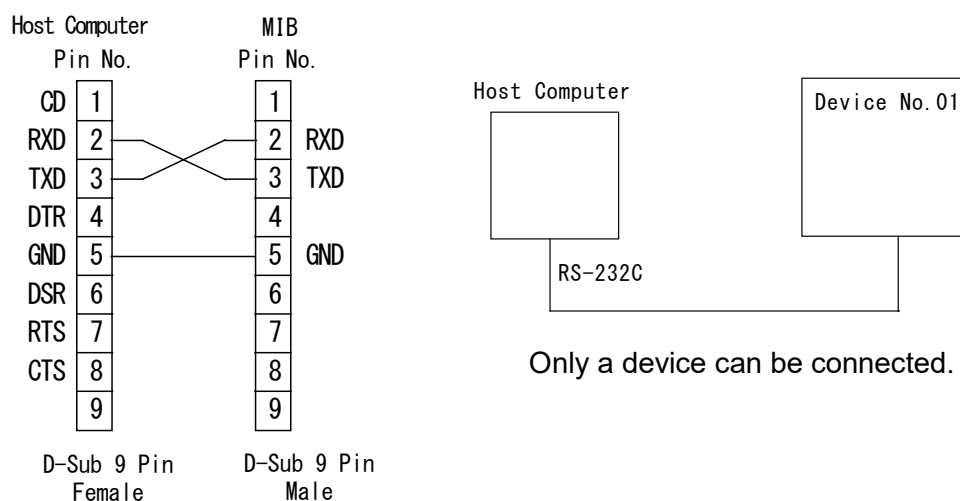 Host Computer MIB
Pin No. Pin No.
CD 1 1
RXD 2 2 RXD
TXD 3 3 TXD
DTR 4 4
GND 5 5 GND
DSR 6 6
RTS 7 7
CTS 8 8
9 9
D-Sub 9 Pin D-Sub 9 Pin
Female Male
Host Computer
Device No.01
RS-232C
Only a device can be connected.